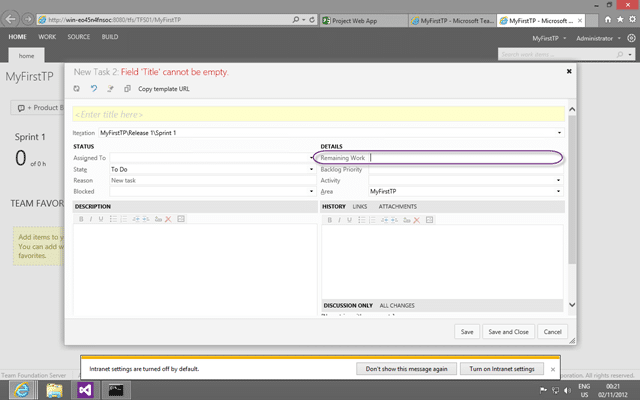 http://win-eo45n4fnsoc:8080/tfs/TFS01/MyFirstTP
Project Web App
MyFirstTP - Microsoft Tea...
MyFirstTP - Microsoft ...
HOME WORK SOURCE BUILD
MyFirstTP
Administrator
home
Search work items...
MyFirstTP
+ Product B
Sprint 1
0 of 0 h
TEAM FAVOR
Add items to y
You can add w
favorites.
New Task 2: Field 'Title' cannot be empty.
Copy template URL
<Enter title here>
Iteration MyFirstTP\Release 1\Sprint 1
STATUS
Assigned To
State To Do
Reason New task
Blocked
DETAILS
Remaining Work
Backlog Priority
Activity
Area MyFirstTP
DESCRIPTION
B I U
HISTORY LINKS ATTACHMENTS
B I U
DISCUSSION ONLY ALL CHANGES
Save
Save and Close
Cancel
Intranet settings are turned off by default.
Don't show this message again
Turn on Intranet settings
Team Foundation Server
corporation. All rights reserved.
ENG
US
00:21
02/11/2012